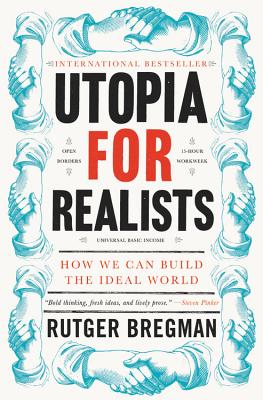 INTERNATIONAL BESTSELLER
UTOPIA
OPEN
BORDERS
FOR
15-HOUR
WORKWEEK
REALISTS
UNIVERSAL BASIC INCOME
HOW WE CAN BUILD
THE IDEAL WORLD
"Bold thinking, fresh ideas, and lively prose." —Steven Pinker
RUTGER BREGMAN